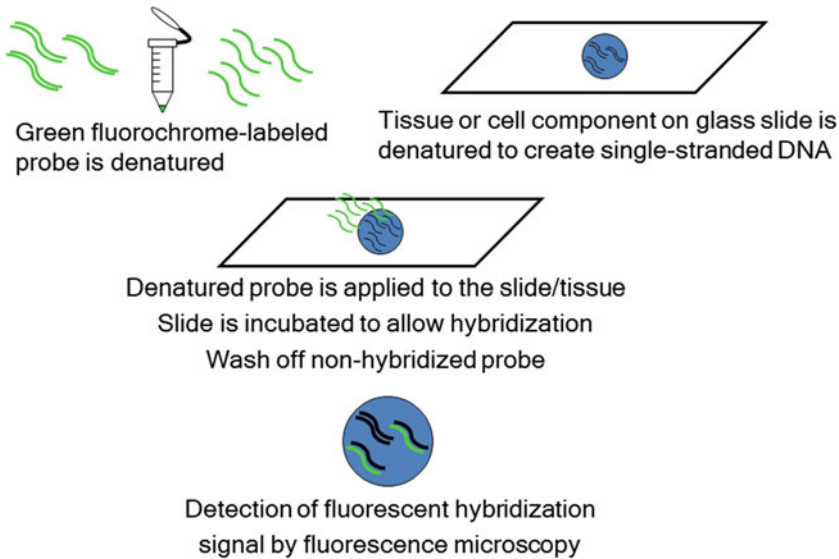 Green fluorochrome-labeled
probe is denatured
Tissue or cell component on glass slide is
denatured to create single-stranded DNA
Denatured probe is applied to the slide/tissue
Slide is incubated to allow hybridization
Wash off non-hybridized probe
Detection of fluorescent hybridization
signal by fluorescence microscopy